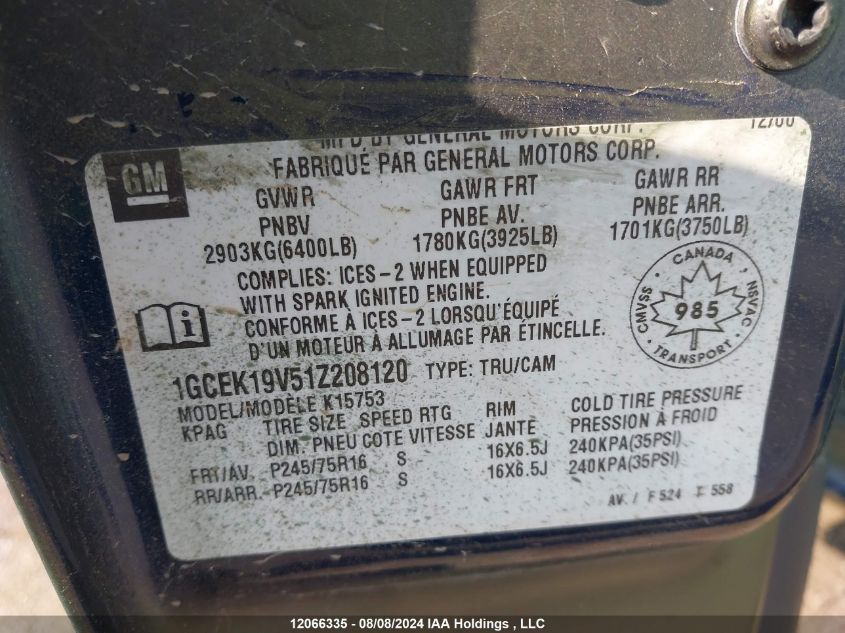 MFD BY GENERAL MOTORS CORP. 12/00
FABRIQUÉ PAR GENERAL MOTORS CORP.
GM
GVWR GAWR FRT GAWR RR
PNBV PNBE AV. PNBE ARR.
2903KG(6400LB) 1780KG(3925LB) 1701KG(3750LB)
COMPLIES: ICES-2 WHEN EQUIPPED
WITH SPARK IGNITED ENGINE.
CONFORME À ICES-2 LORSQU'ÉQUIPÉ
D'UN MOTEUR À ALLUMAGE PAR ÉTINCELLE.
CANADA
CMVSS 985 NSVAC
TRANSPORT
1GCEK19V51Z208120 TYPE: TRU/CAM
MODEL/MODÈLE K15753
KPAG TIRE SIZE SPEED RTG RIM COLD TIRE PRESSURE
DIM. PNEU COTE VITESSE JANTE PRESSION À FROID
FRT/AV. P245/75R16 S 16X6.5J 240KPA(35PSI)
RR/ARR. P245/75R16 S 16X6.5J 240KPA(35PSI)
AV. / F 524 T 558
12066335 - 08/08/2024 IAA Holdings , LLC